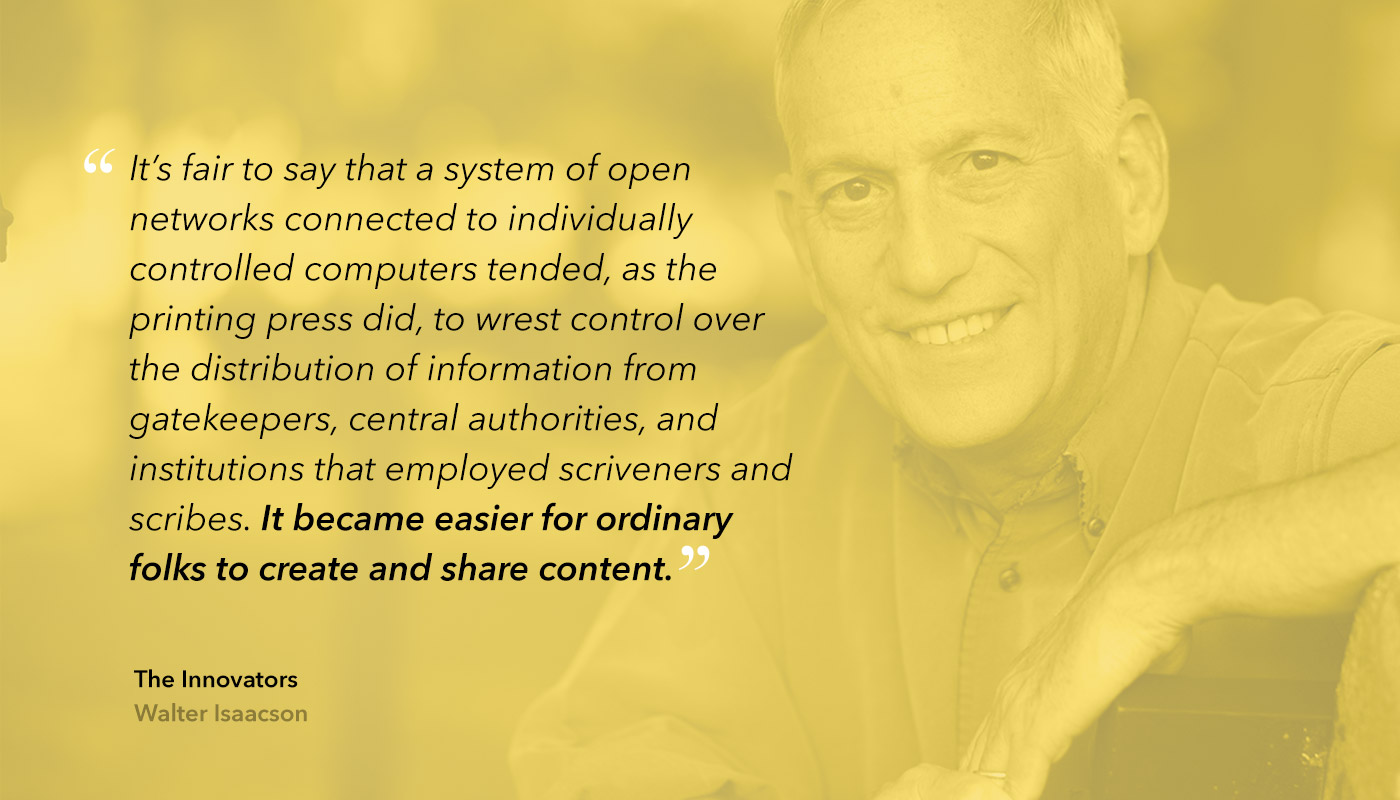 “It’s fair to say that a system of open
networks connected to individually
controlled computers tended, as the
printing press did, to wrest control over
the distribution of information from
gatekeepers, central authorities, and
institutions that employed scriveners and
scribes. It became easier for ordinary
folks to create and share content.”
The Innovators
Walter Isaacson